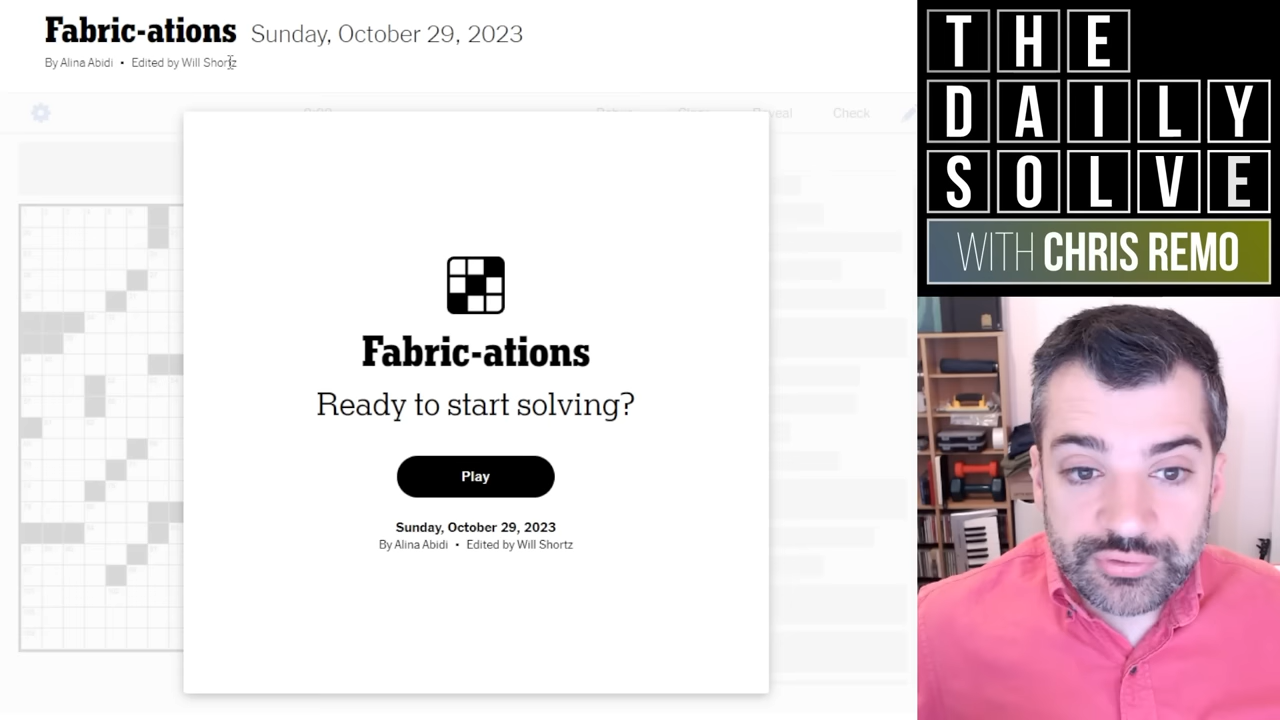 Fabric-ations Sunday, October 29, 2023
By Alina Abidi • Edited by Will Shortz
Reveal
Check
Fabric-ations
Ready to start solving?
Play
Sunday, October 29, 2023
By Alina Abidi • Edited by Will Shortz
THE
DAILY
SOLVE
WITH CHRIS REMO